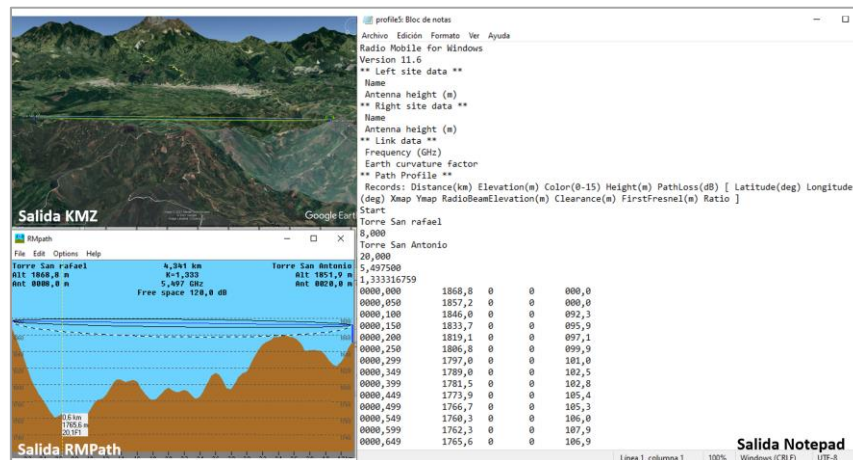 Salida KMZ
Google Eart
RMpath
File Edit Options Help
Torre San rafael 4,341 km Torre San Antonio
Alt 1868,8 m K=1,333 Alt 1851,9 m
Ant 0008,0 m 5,497 GHz Ant 0020,0 m
Free space 120,0 dB
0,6 km
1765,6 m
20,1F1
Salida RMPath
profile5: Bloc de notas
Archivo Edición Formato Ver Ayuda
Radio Mobile for Windows
Version 11.6
** Left site data **
Name
Antenna height (m)
** Right site data **
Name
Antenna height (m)
** Link data **
Frequency (GHz)
Earth curvature factor
** Path Profile **
Records: Distance(km) Elevation(m) Color(0-15) Height(m) PathLoss(dB) [ Latitude(deg) Longitude
(deg) Xmap Ymap RadioBeamElevation(m) Clearance(m) FirstFresnel(m) Ratio ]
Start
Torre San rafael
8,000
Torre San Antonio
20,000
5,497500
1,333316759
0000,000 1868,8 0 0 000,0
0000,050 1857,2 0 0 000,0
0000,100 1846,0 0 0 092,3
0000,150 1833,7 0 0 095,9
0000,200 1819,1 0 0 097,1
0000,250 1806,8 0 0 099,9
0000,299 1797,0 0 0 101,0
0000,349 1789,0 0 0 102,5
0000,399 1781,5 0 0 102,8
0000,449 1773,9 0 0 105,4
0000,499 1766,7 0 0 105,3
0000,549 1760,3 0 0 106,0
0000,599 1762,3 0 0 107,9
0000,649 1765,6 0 0 106,9
Salida Notepad
Línea 1, columna 1 100% Windows (CRLF) UTF-8